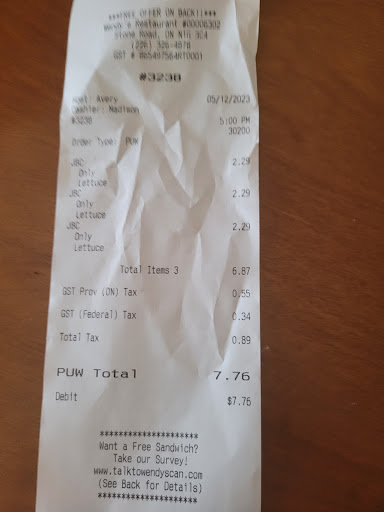 ***FREE OFFER ON BACK!!***
Wendy's Restaurant #00006302
Stone Road, ON N1G 3C4
(226) 326-4878
GST #
#3238
Host: Avery 05/12/2023
Cashier: Madison
#3238 5:00 PM
30200
Order Type: PUW
JBC 2.29
Only
Lettuce
JBC 2.29
Only
Lettuce
JBC 2.29
Only
Lettuce
Total Items 3 6.87
GST Prov (ON) Tax 0.55
GST (Federal) Tax 0.34
Total Tax 0.89
PUW Total 7.76
Debit $7.76
*********************
Want a Free Sandwich?
Take our Survey!
www.talktowendyscan.com
(See Back for Details)
*********************